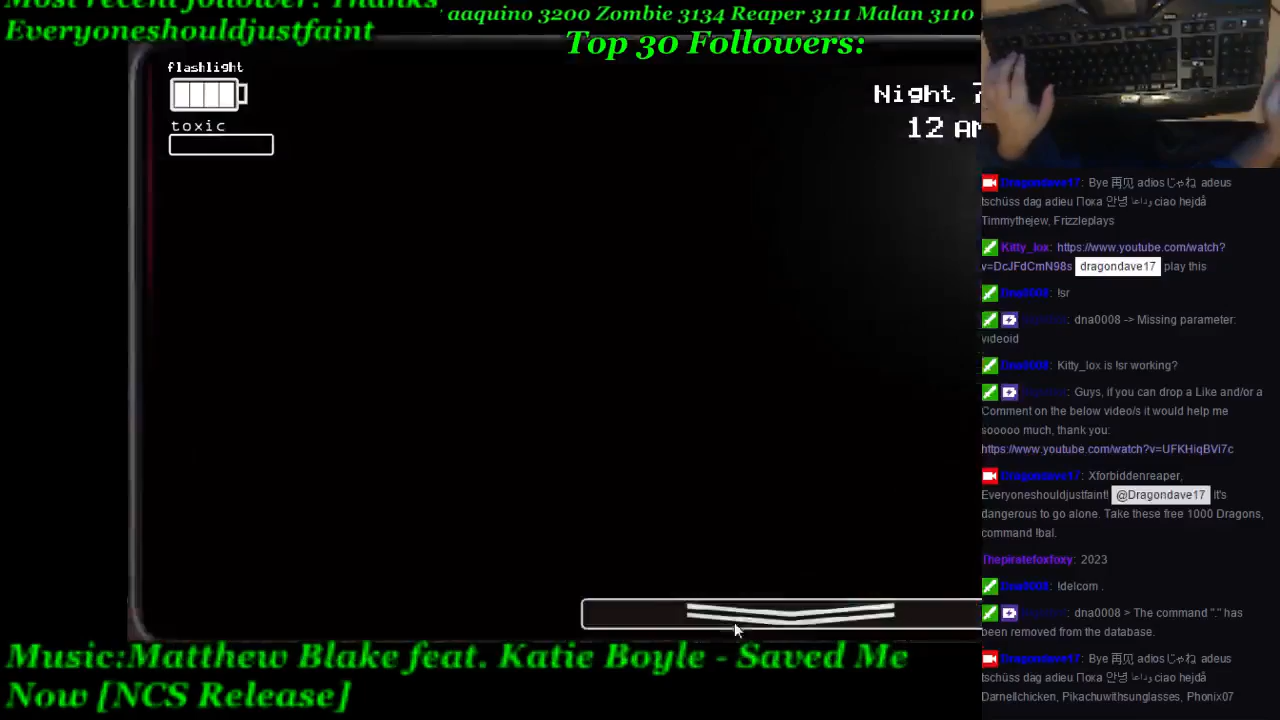 Most recent follower: Thanks
Everyoneshouldjustfaint
aaquino 3200 Zombie 3134 Reaper 3111 Malan 3110
Top 30 Followers:
flashlight
toxic
Night 7
12 AM
Dragondave17: Bye 再见 adios じゃね adeus
tschüss dag adieu Пока 안녕 وداعا ciao hejdå
Timmythejew, Frizzleplays
Kitty_lox: https://www.youtube.com/watch?
v=DcJFdCmN98s dragondave17 play this
Dna0008: !sr
dna0008 -> Missing parameter:
videoid
Dna0008: Kitty_lox is !sr working?
Guys, if you can drop a Like and/or a
Comment on the below video/s it would help me
sooooo much, thank you:
https://www.youtube.com/watch?v=UFKHiqBVi7c
Dragondave17: Xforbiddenreaper,
Everyoneshouldjustfaint! @Dragondave17 It's
dangerous to go alone. Take these free 1000 Dragons,
command !bal.
Thepiratefoxfoxy: 2023
Dna0008: !delcom .
dna0008 > The command "." has
been removed from the database.
Dragondave17: Bye 再见 adios じゃね adeus
tschüss dag adieu Пока 안녕 وداعا ciao hejdå
Darnellchicken, Pikachuwithsunglasses, Phonix07
Music:Matthew Blake feat. Katie Boyle - Saved Me
Now [NCS Release]